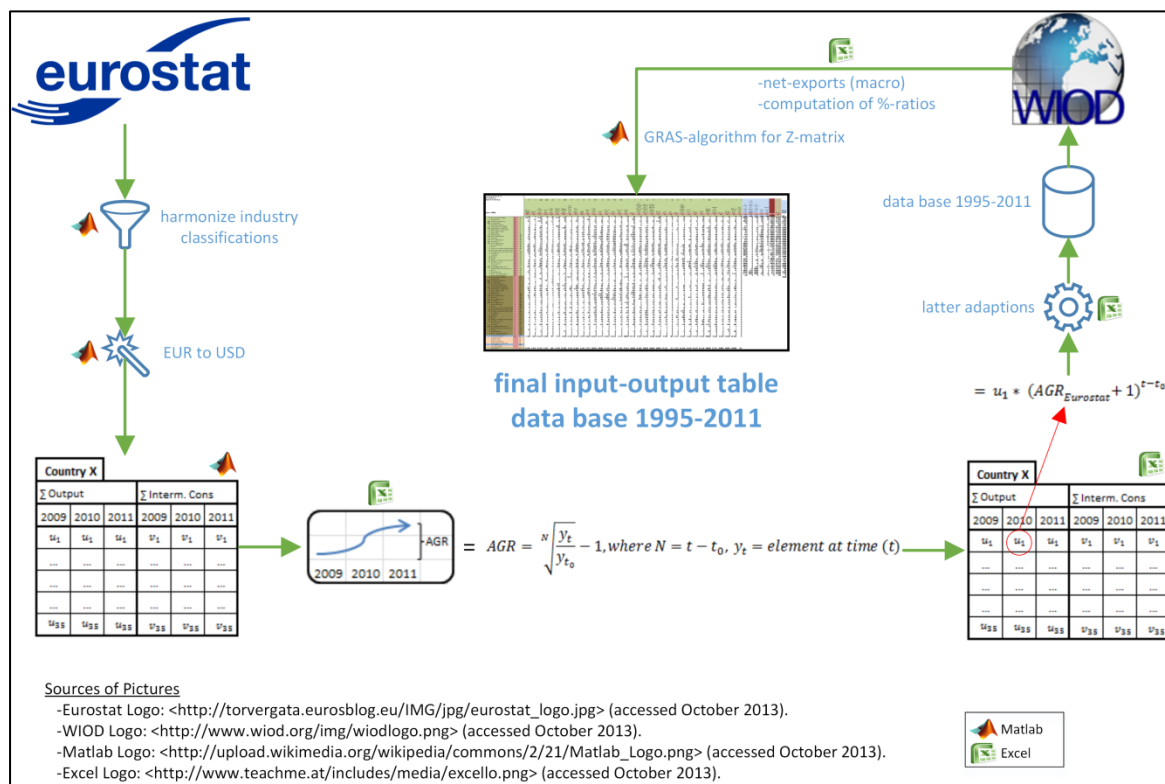 eurostat
harmonize industry
classifications
EUR to USD
Country X
∑ Output ∑ Interm. Cons
2009 2010 2011 2009 2010 2011
u₁ u₁ u₁ v₁ v₁ v₁
... ... ... ... ... ...
... ... ... ... ... ...
... ... ... ... ... ...
u₃₅ u₃₅ u₃₅ v₃₅ v₃₅ v₃₅
AGR
2009 2010 2011
= AGR = ᴺ√(yₜ/yₜ₀) − 1, where N = t − t₀, yₜ = element at time (t)
Country X
∑ Output ∑ Interm. Cons
2009 2010 2011 2009 2010 2011
u₁ u₁ u₁ v₁ v₁ v₁
... ... ... ... ... ...
... ... ... ... ... ...
... ... ... ... ... ...
u₃₅ u₃₅ u₃₅ v₃₅ v₃₅ v₃₅
= u₁ * (AGR_Eurostat + 1)^(t−t₀)
latter adaptions
data base 1995-2011
WIOD
-net-exports (macro)
-computation of %-ratios
GRAS-algorithm for Z-matrix
final input-output table
data base 1995-2011
Sources of Pictures
-Eurostat Logo: <http://torvergata.eurosblog.eu/IMG/jpg/eurostat_logo.jpg> (accessed October 2013).
-WIOD Logo: <http://www.wiod.org/img/wiodlogo.png> (accessed October 2013).
-Matlab Logo: <http://upload.wikimedia.org/wikipedia/commons/2/21/Matlab_Logo.png> (accessed October 2013).
-Excel Logo: <http://www.teachme.at/includes/media/excello.png> (accessed October 2013).
Matlab
Excel